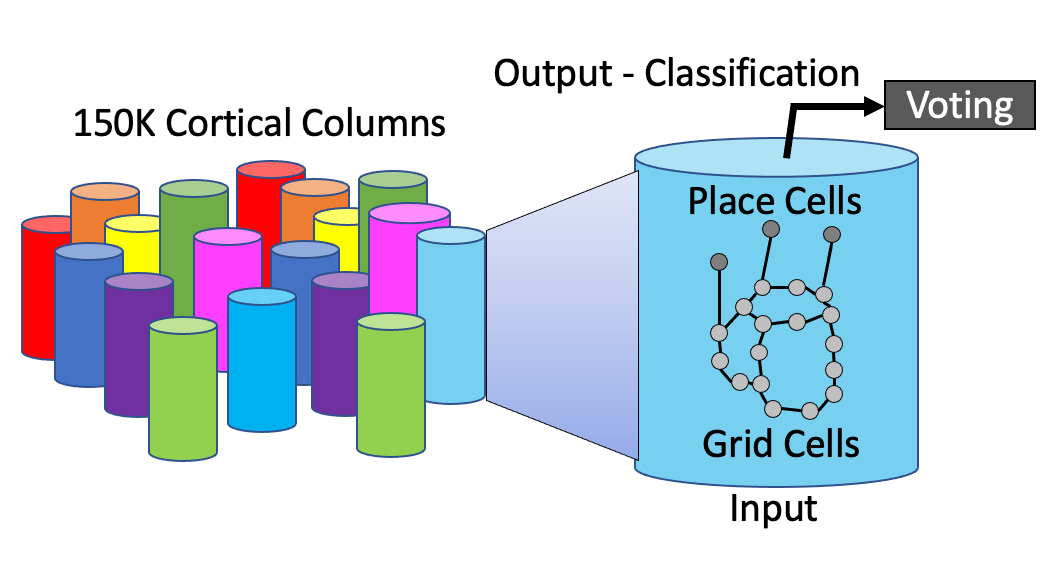 Output - Classification
Voting
150K Cortical Columns
Place Cells
Grid Cells
Input